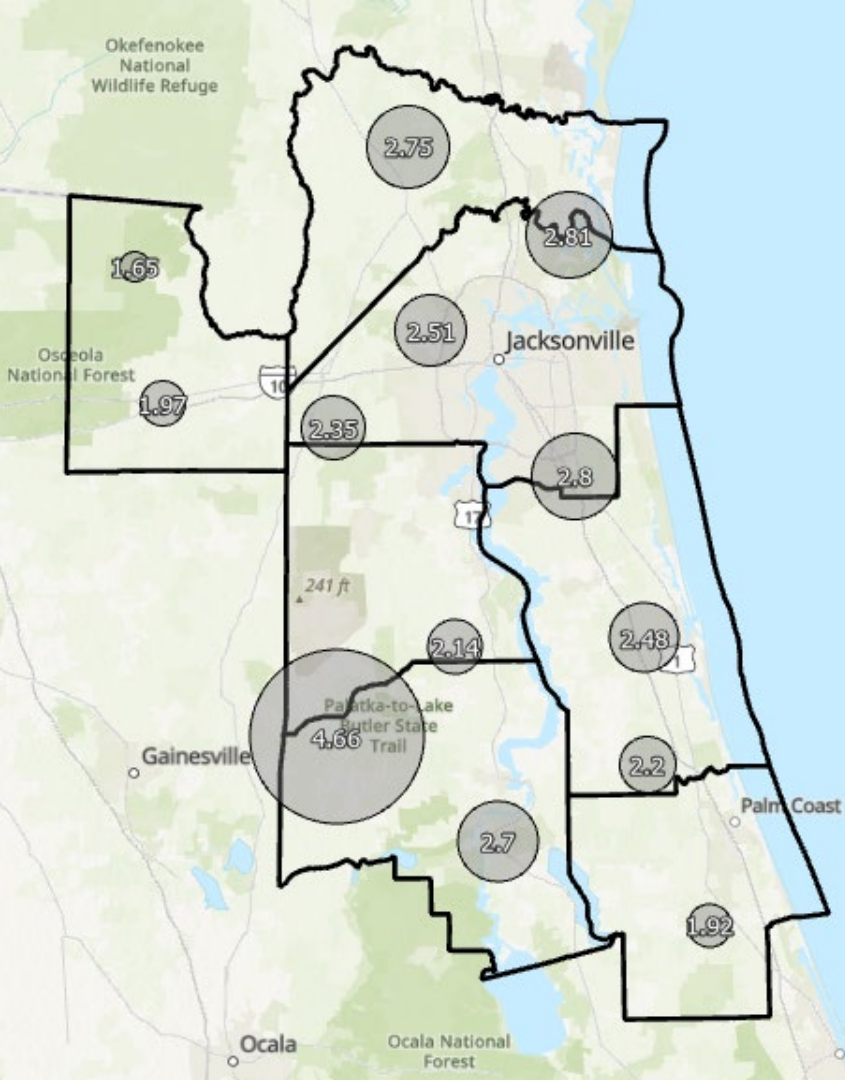 Okefenokee
National
Wildlife Refuge
2.75
2.81
1.65
2.51
Jacksonville
Osceola
National Forest
10
1.97
2.35
2.8
17
241 ft
2.14
2.48
1
Palatka-to-Lake
Butler State
Trail
4.66
Gainesville
2.2
Palm Coast
2.7
1.92
Ocala
Ocala National
Forest